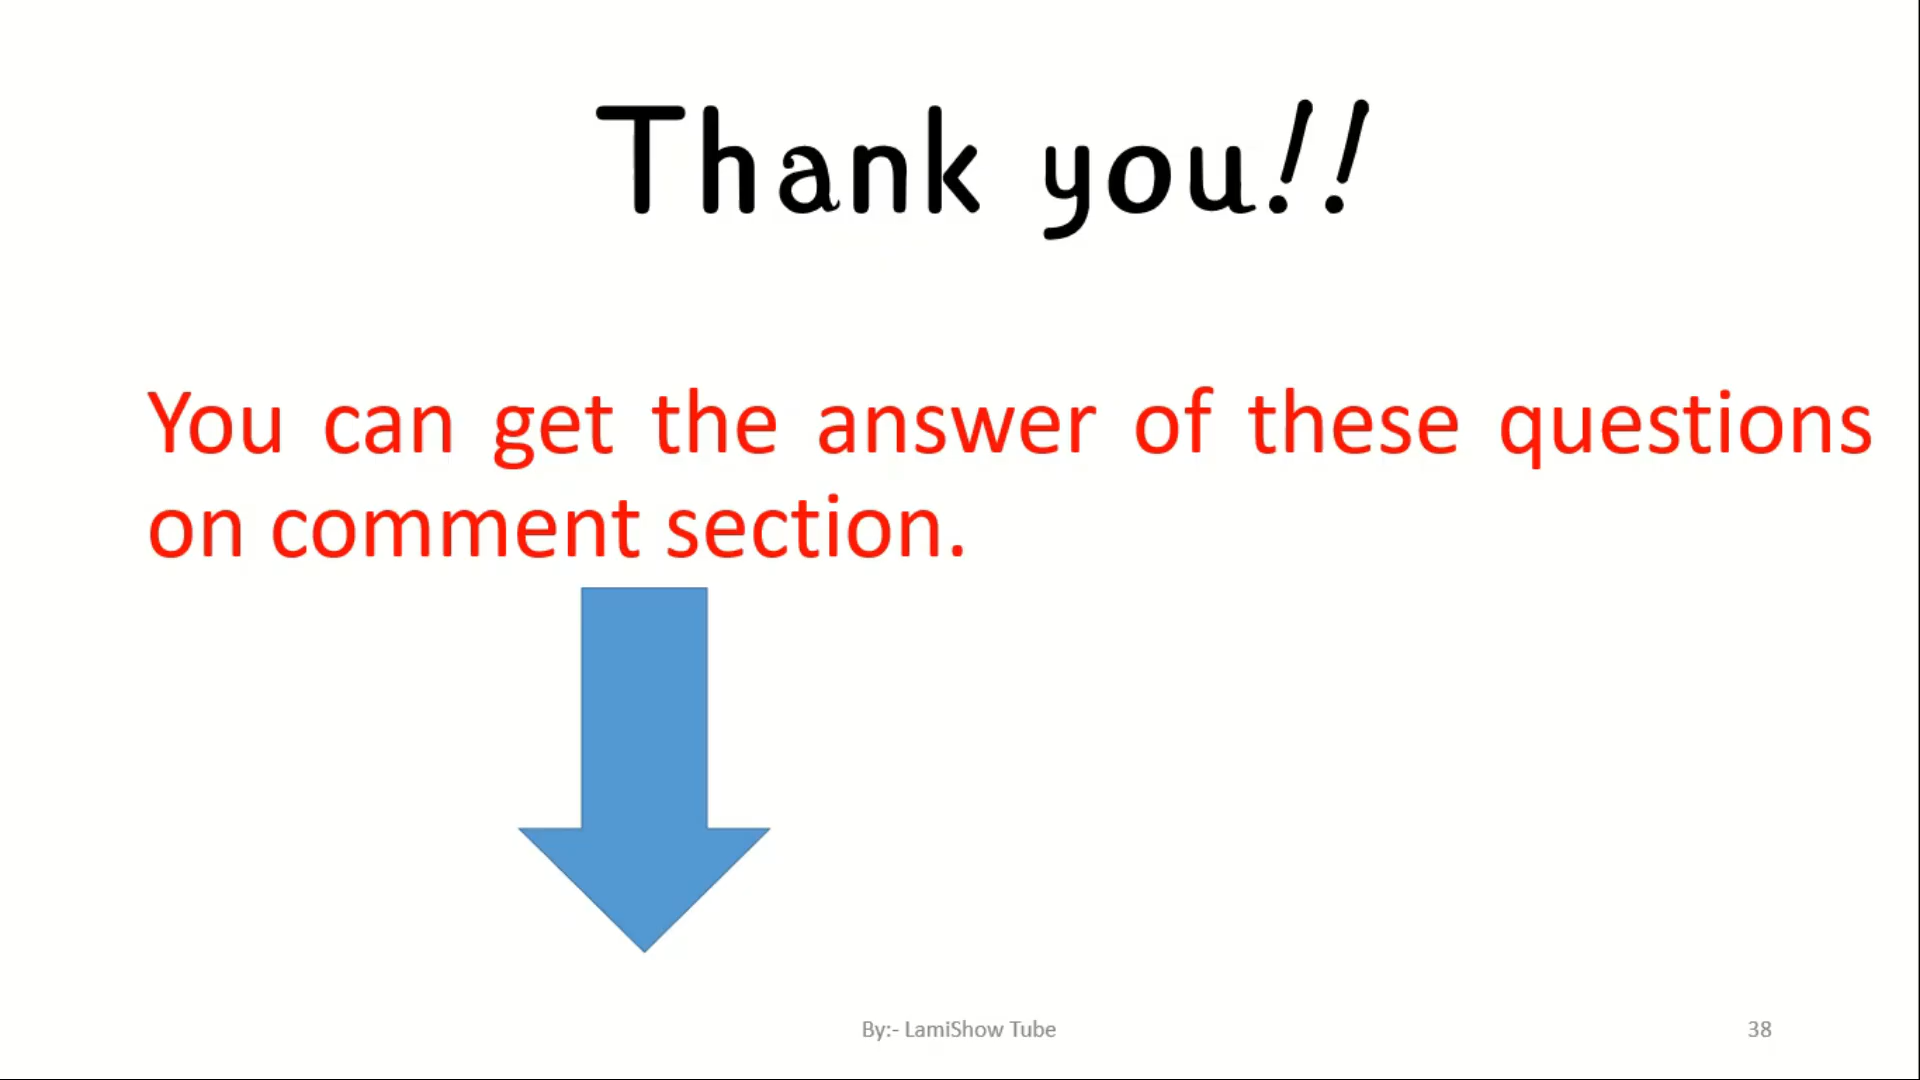 Thank you!!
You can get the answer of these questions
on comment section.
By:- LamiShow Tube
38